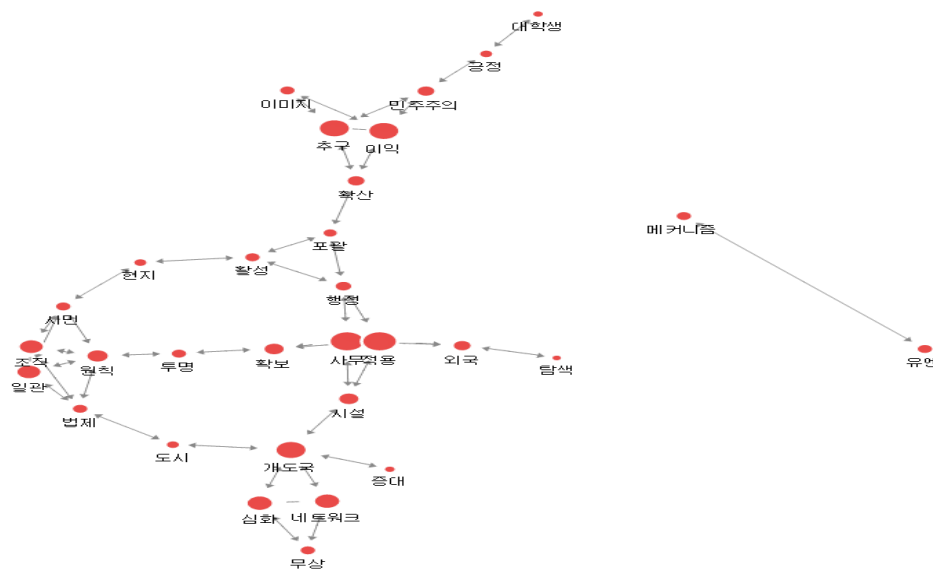 대학생
긍정
이미지
민주주의
추구
이익
확산
메커니즘
포괄
현지
활성
행정
서면
조직
원칙
투명
확보
적용
외국
탐색
유엔
일관
법제
시설
도시
개도국
증대
심화
네트워크
무상